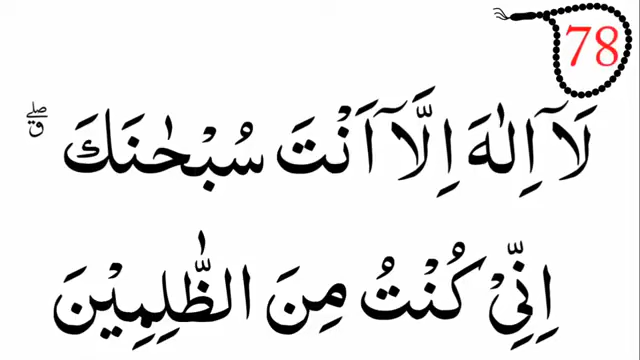 78
لَآ اِلٰهَ اِلَّآ اَنْتَ سُبْحٰنَكَ ۖۗ
اِنِّيْ كُنْتُ مِنَ الظّٰلِمِيْنَ